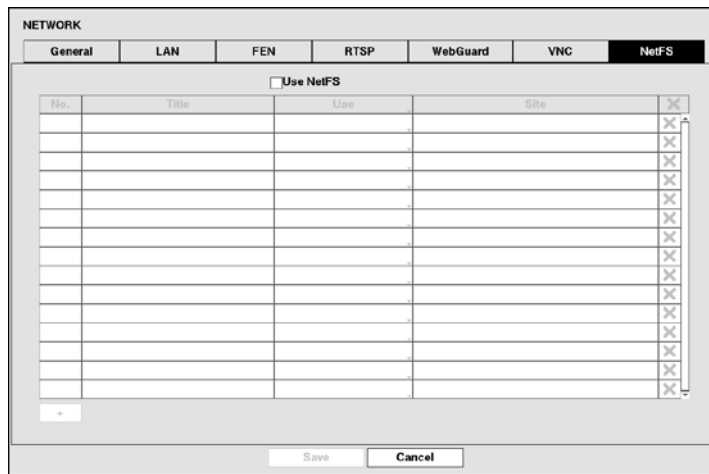 NETWORK
General LAN FEN RTSP WebGuard VNC NetFS
Use NetFS
No. Title Use Site
+
Save Cancel